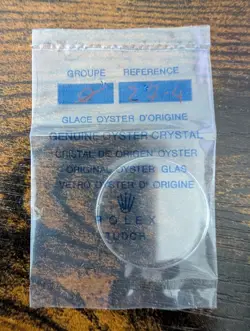 GROUPE REFERENCE
GLACE OYSTER D'ORIGINE
GENUINE OYSTER CRYSTAL
CRISTAL DE ORIGEN OYSTER
ORIGINAL OYSTER GLAS
VETRO OYSTER D'ORIGINE
ROLEX
TUDOR